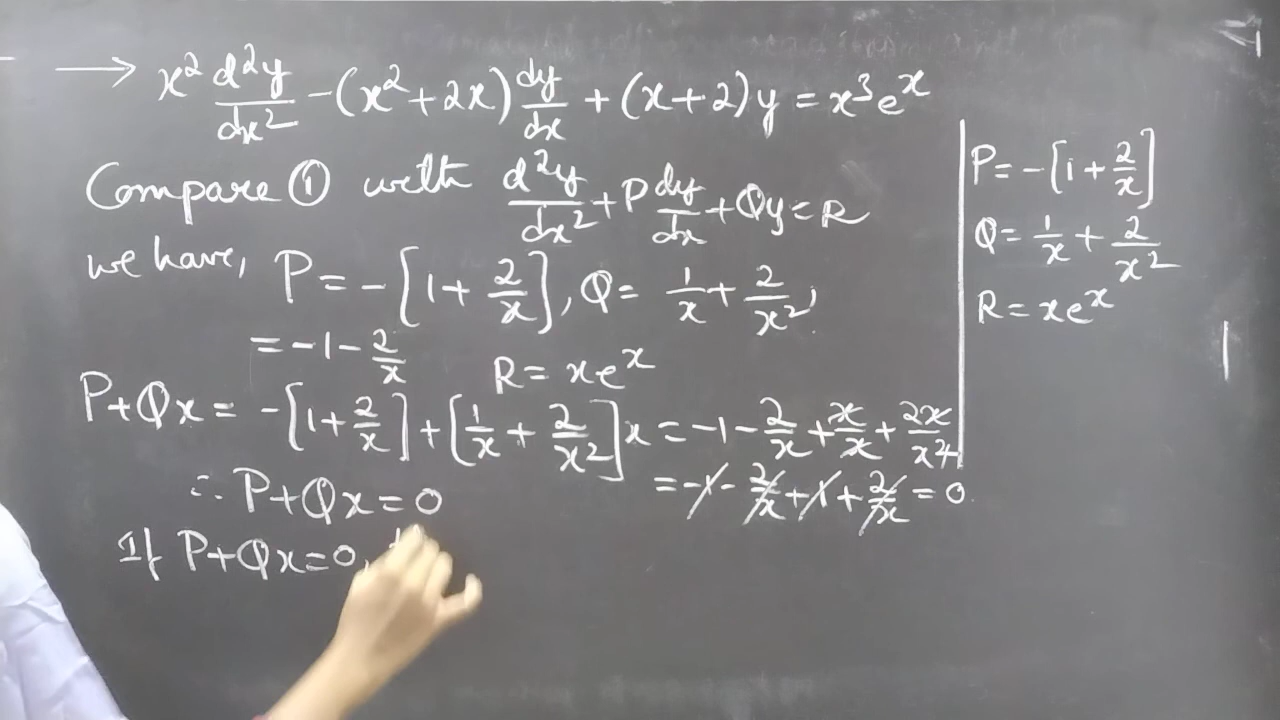 → x² d²y/dx² - (x² + 2x) dy/dx + (x+2)y = x³eˣ
Compare ① with d²y/dx² + P dy/dx + Qy = R
we have, P = -[1 + 2/x], Q = 1/x + 2/x²,
= -1 - 2/x R = xeˣ
P+Qx = -[1 + 2/x] + [1/x + 2/x²]x = -1 - 2/x + x/x + 2x/x²
= -1 - 2/x + 1 + 2/x = 0
∴ P+Qx = 0
If P+Qx = 0,
P = -[1 + 2/x]
Q = 1/x + 2/x²
R = xeˣ